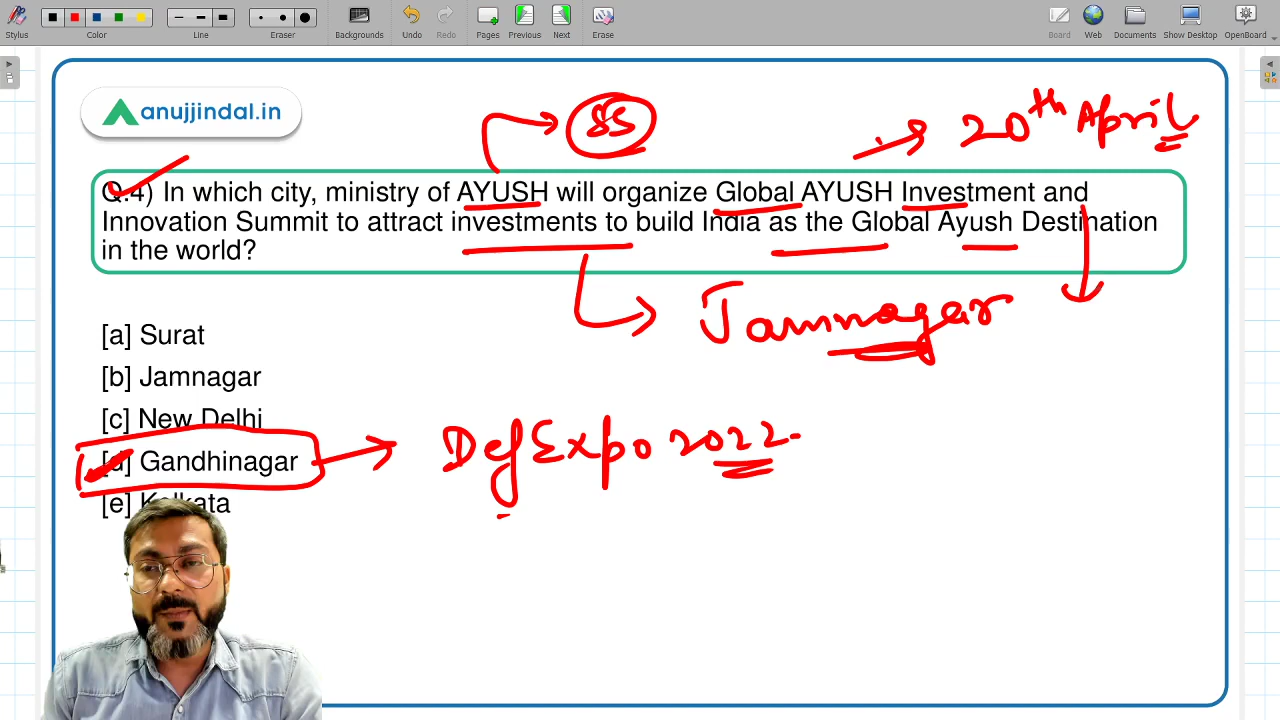 Stylus Color Line Eraser Backgrounds Undo Redo Pages Previous Next Erase Board Web Documents Show Desktop OpenBoard
anujjindal.in
SS
20th April
Q.4) In which city, ministry of AYUSH will organize Global AYUSH Investment and
Innovation Summit to attract investments to build India as the Global Ayush Destination
in the world?
Jamnagar
[a] Surat
[b] Jamnagar
[c] New Delhi
[d] Gandhinagar
DefExpo 2022
[e] Kolkata